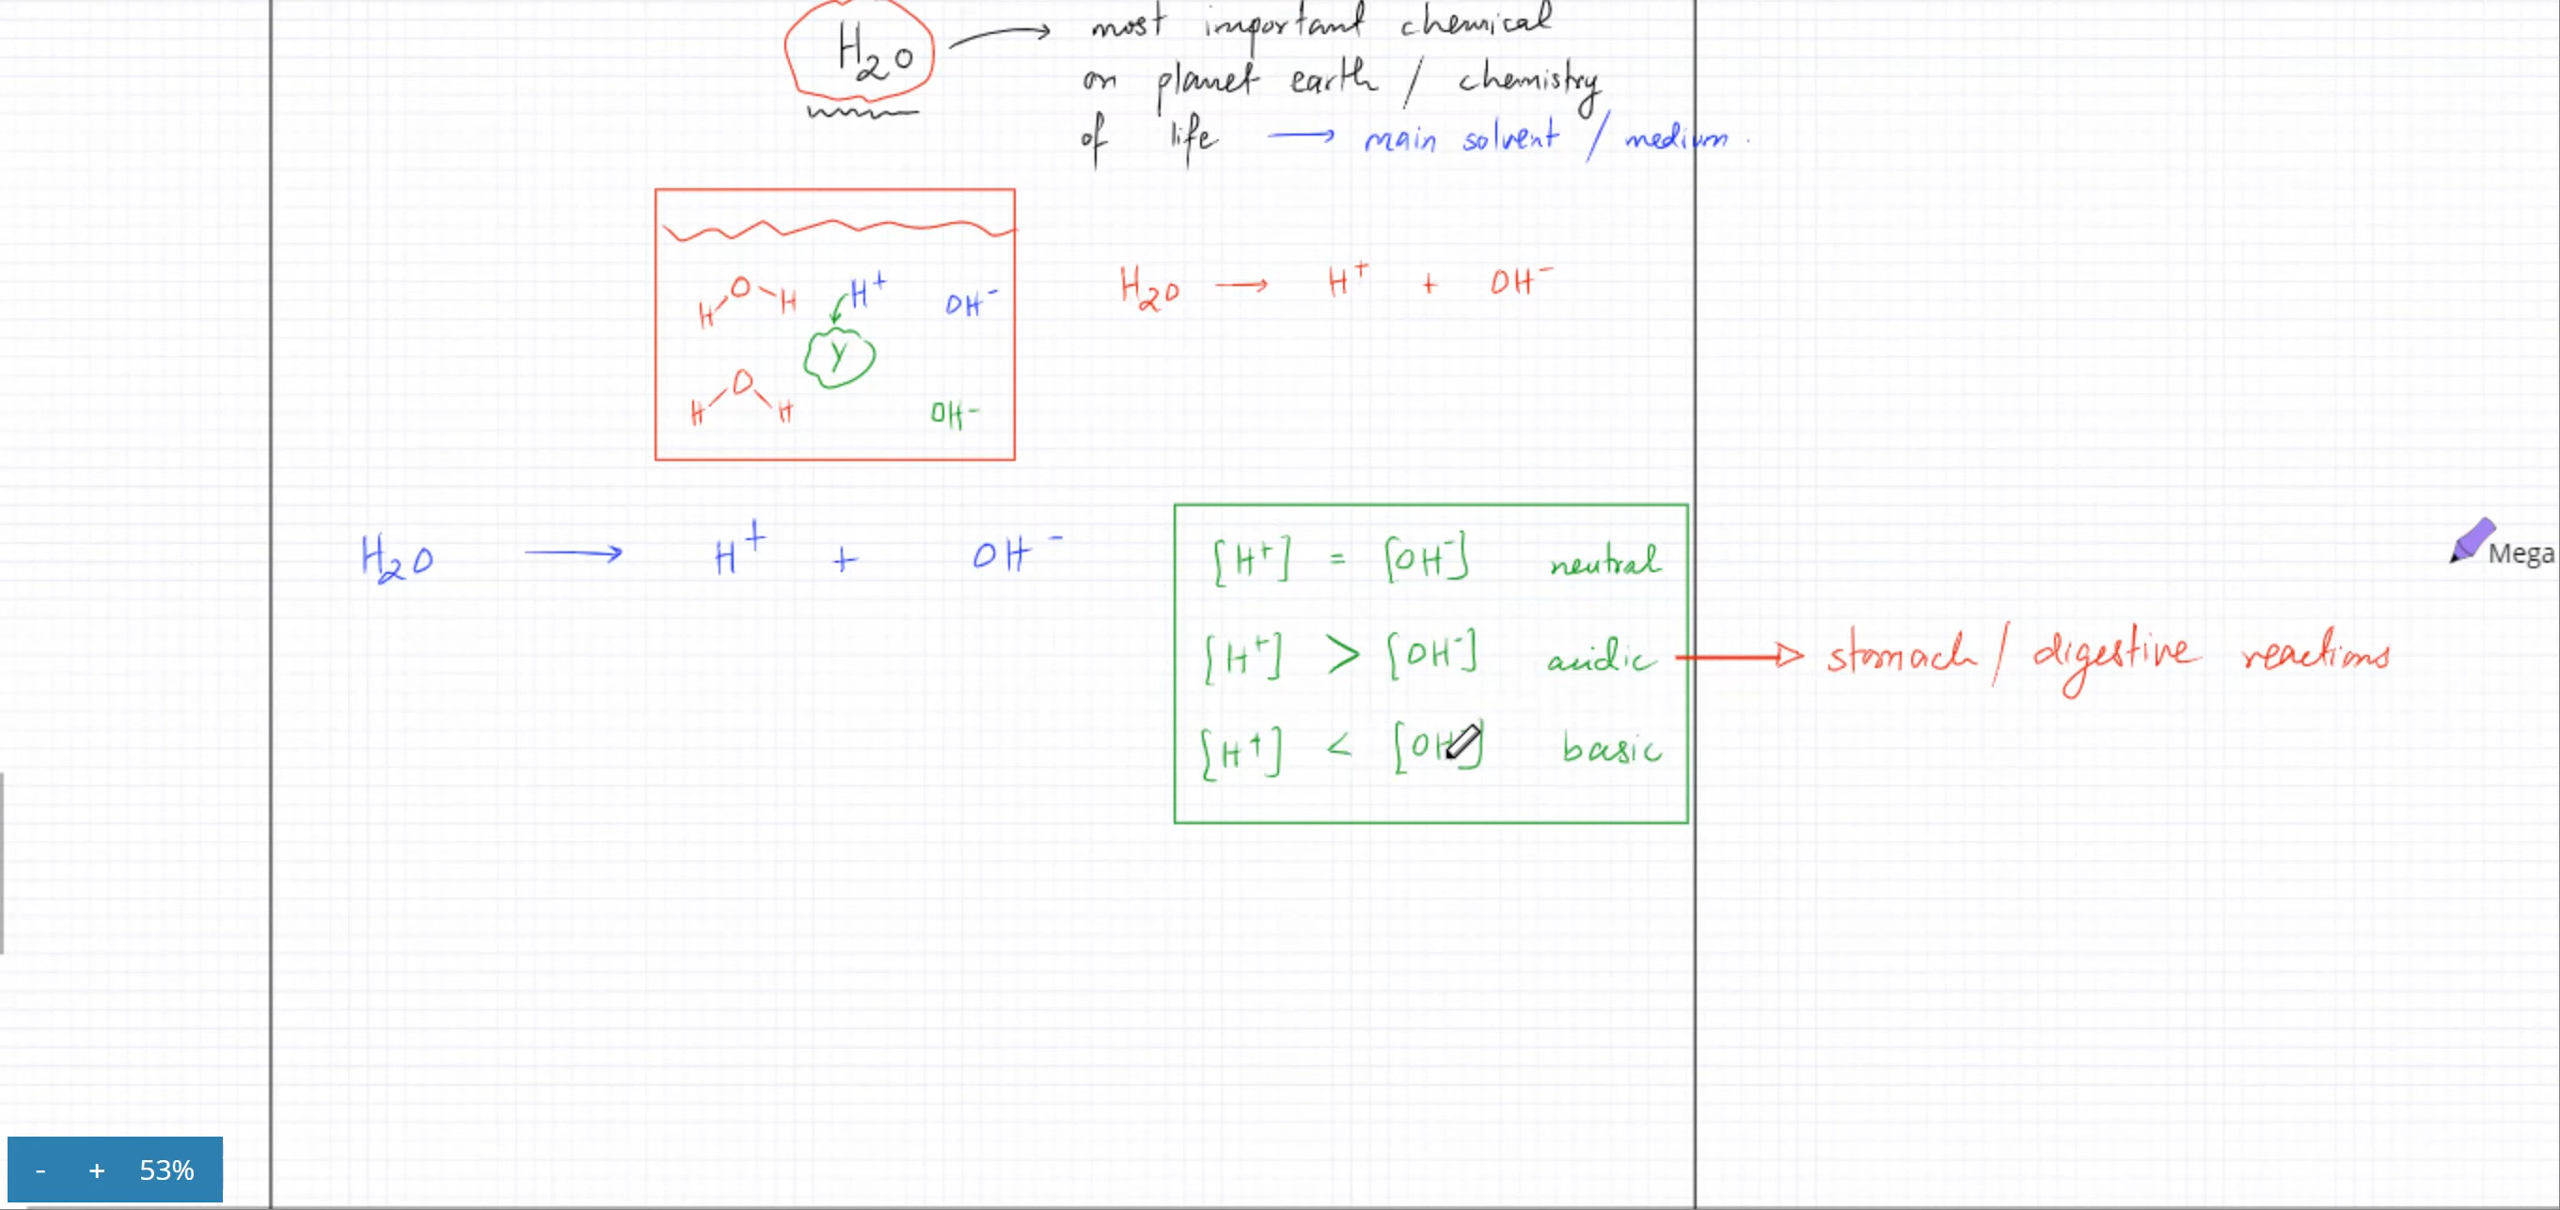 H2O → most important chemical
on planet earth / chemistry
of life → main solvent / medium.
H O H H+ OH-
H2O → H+ + OH-
Y
H O H OH-
H2O → H+ + OH-
[H+] = [OH-] neutral
[H+] > [OH-] acidic → stomach / digestive reactions
[H+] < [OH] basic
Mega
- + 53%